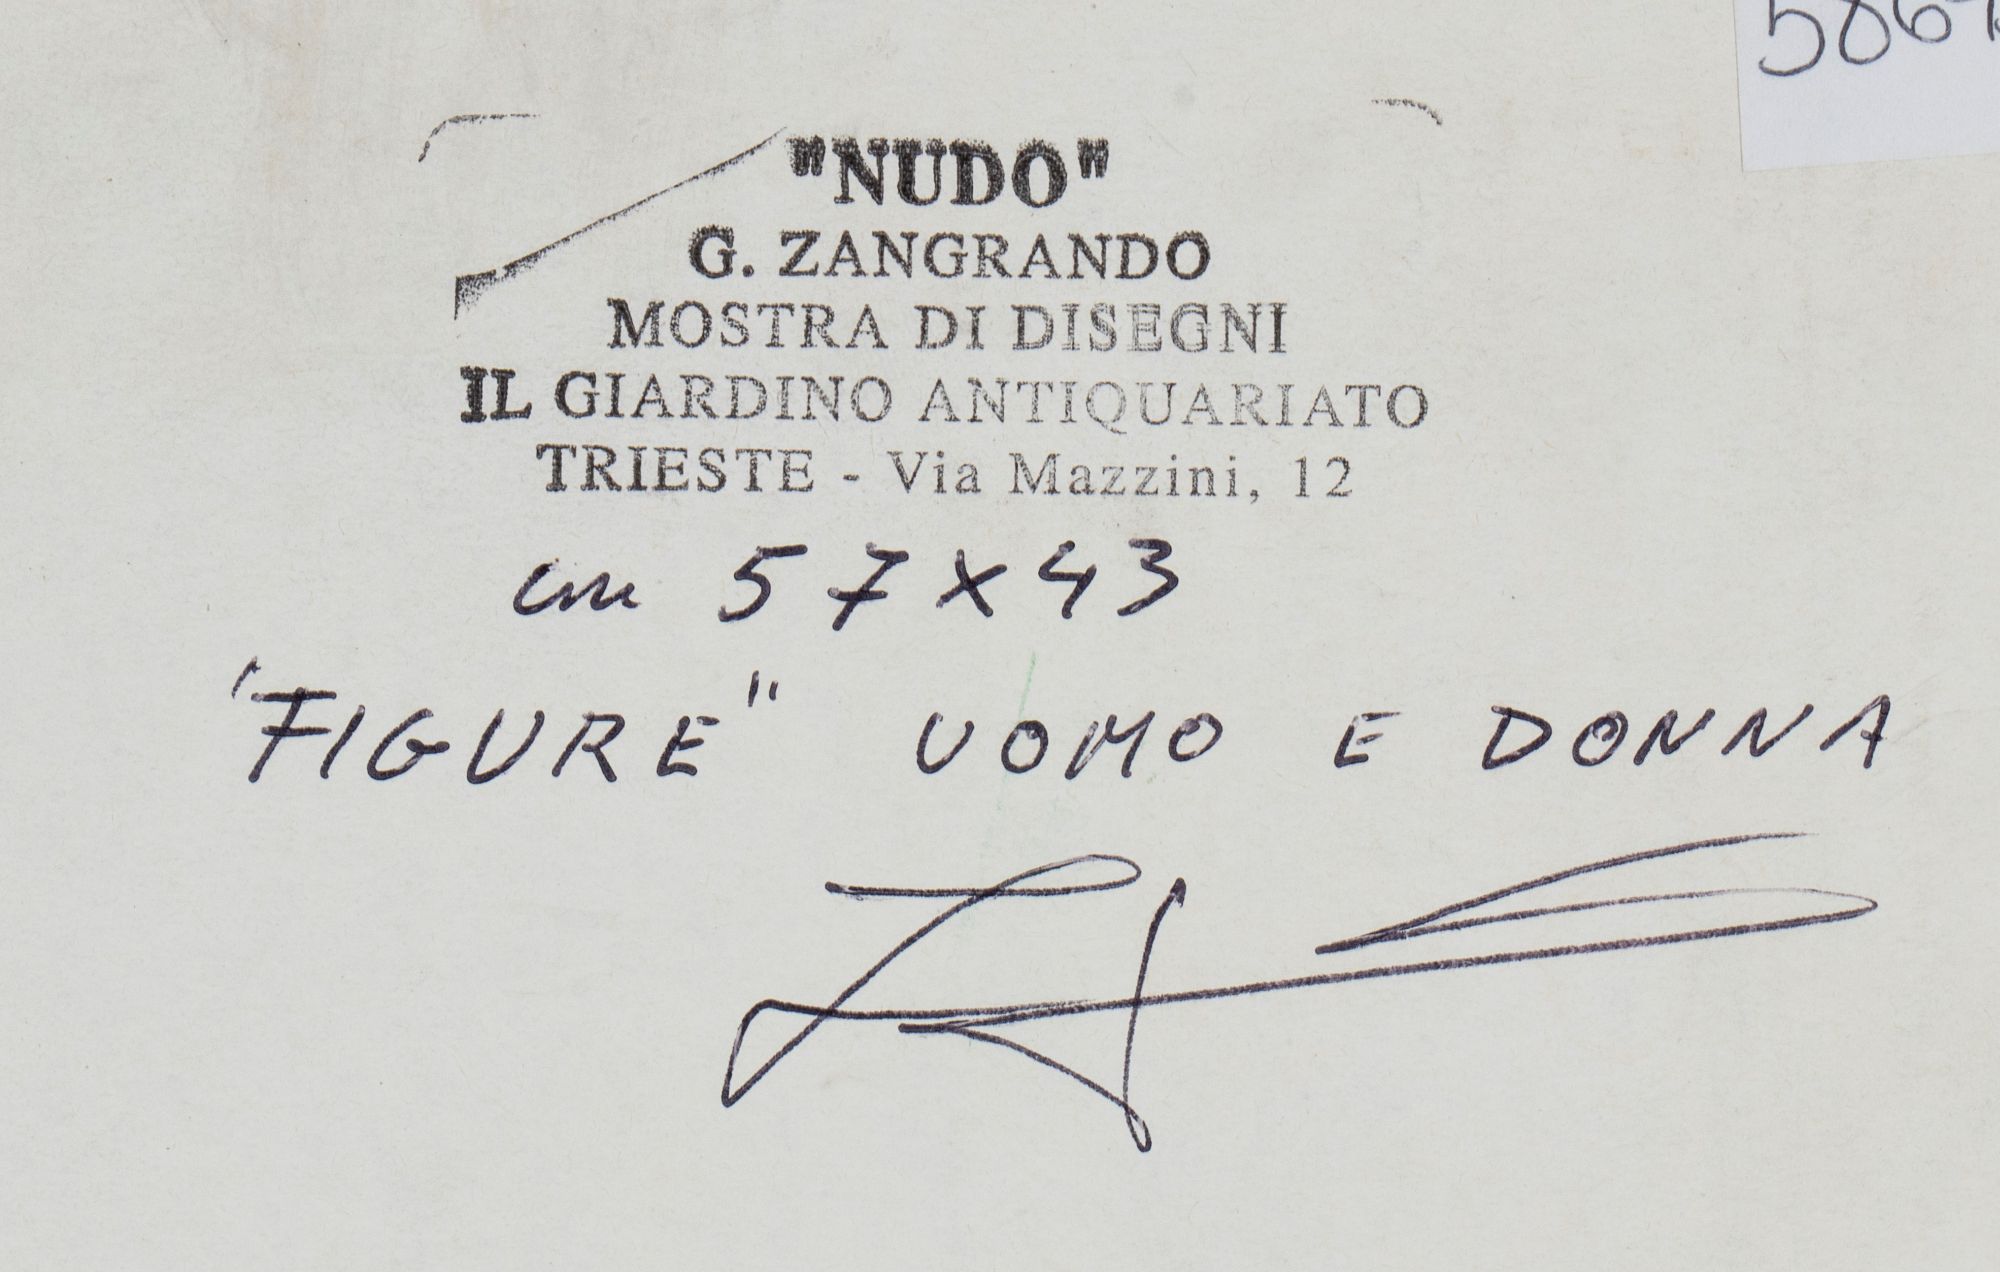 "NUDO"
G. ZANGRANDO
MOSTRA DI DISEGNI
IL GIARDINO ANTIQUARIATO
TRIESTE - Via Mazzini, 12
cm 57x43
"FIGURE" UOMO E DONNA